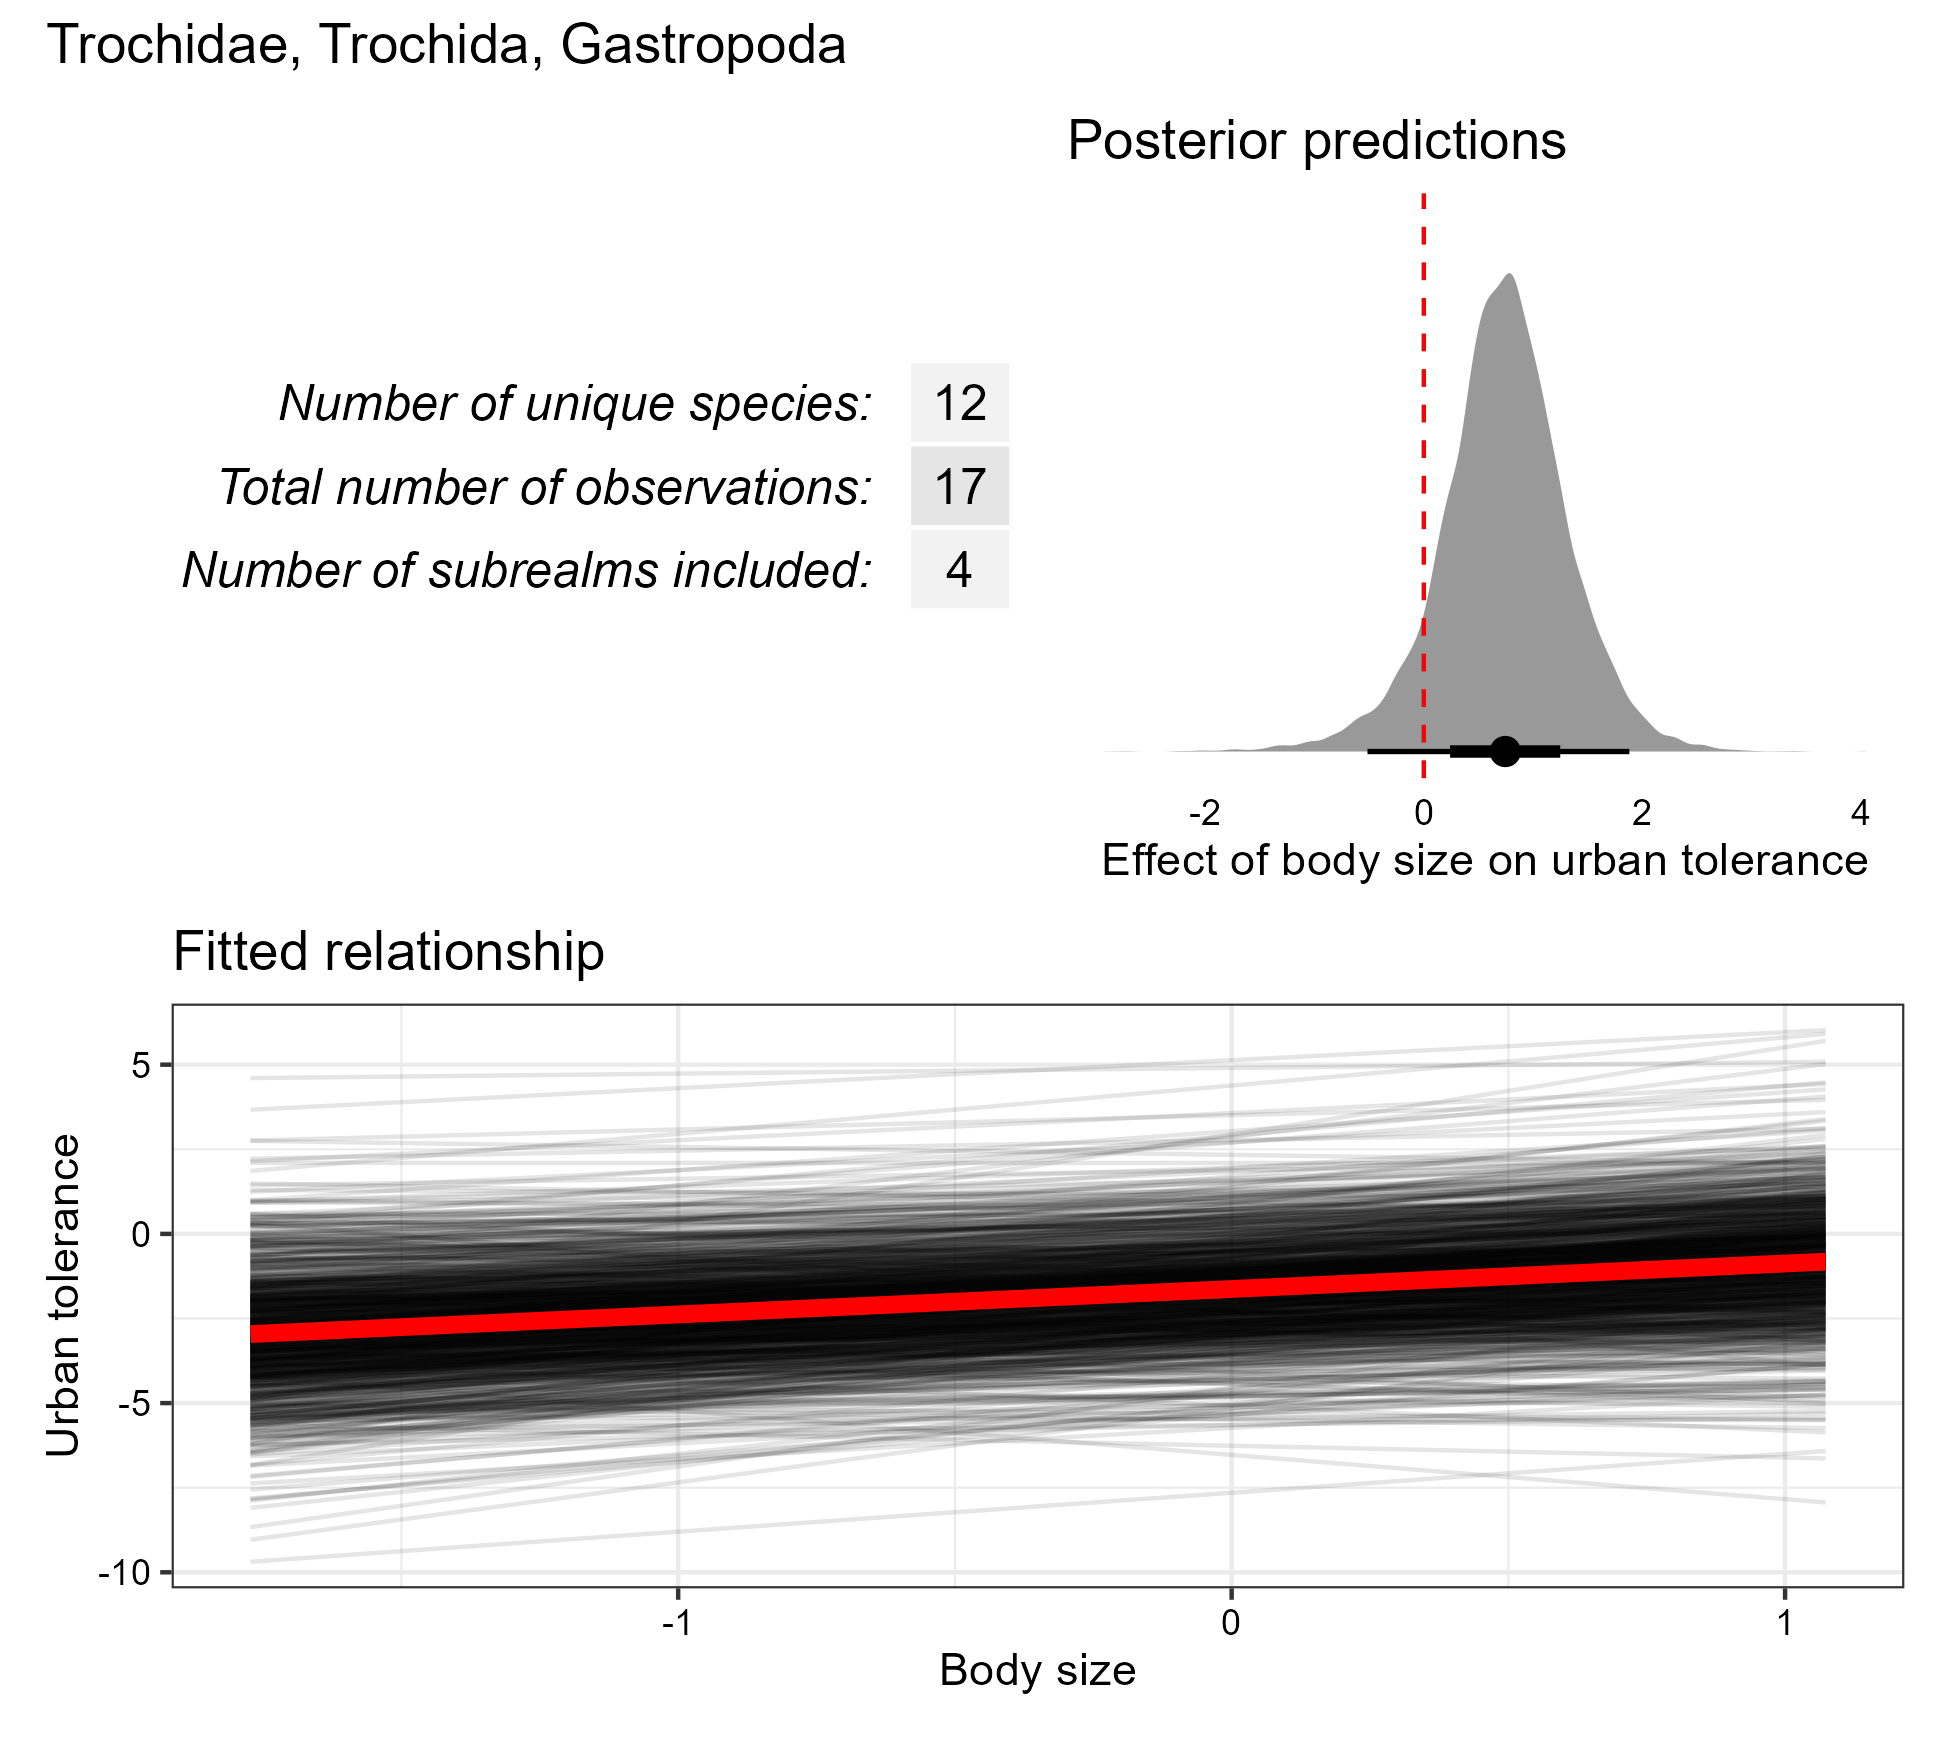 Trochidae, Trochida, Gastropoda
Posterior predictions
Number of unique species: 12
Total number of observations: 17
Number of subrealms included: 4
-2 0 2 4
Effect of body size on urban tolerance
Fitted relationship
5
0
-5
-10
Urban tolerance
-1 0 1
Body size